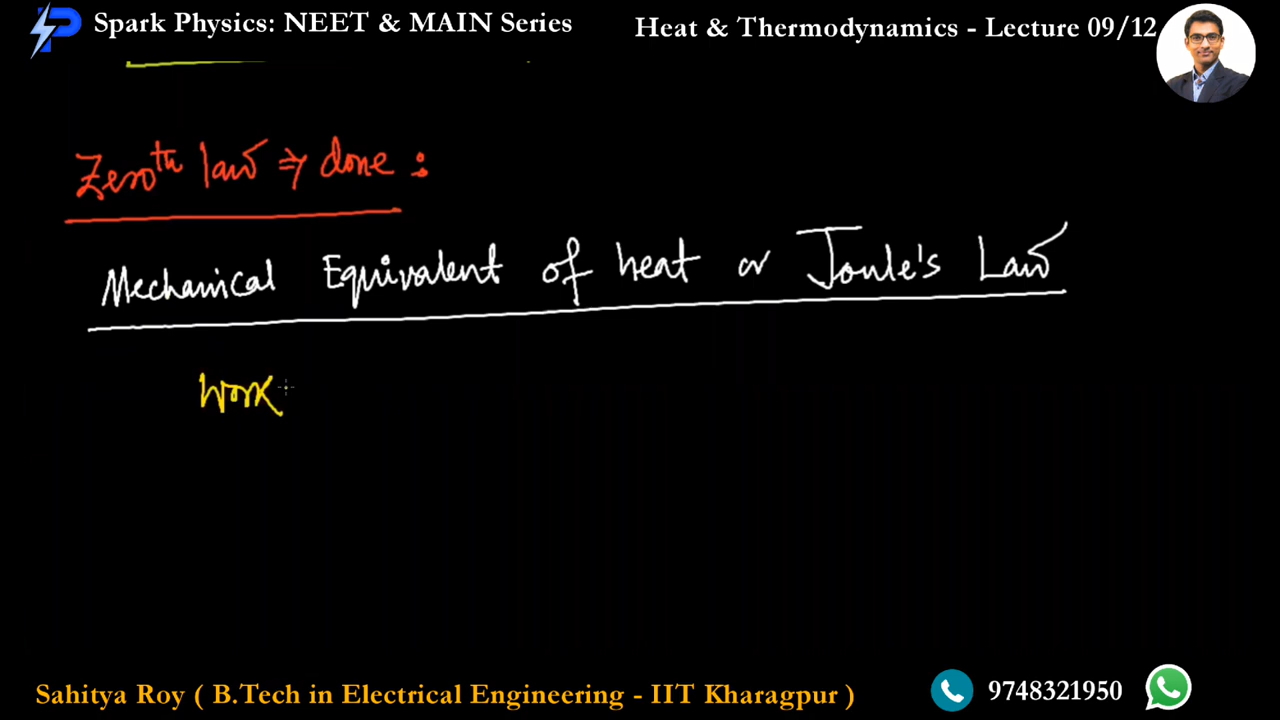 Spark Physics: NEET & MAIN Series
Heat & Thermodynamics - Lecture 09/12
Zeroth law ⇒ done :
Mechanical Equivalent of heat or Joule's Law
Work
Sahitya Roy ( B.Tech in Electrical Engineering - IIT Kharagpur )
9748321950